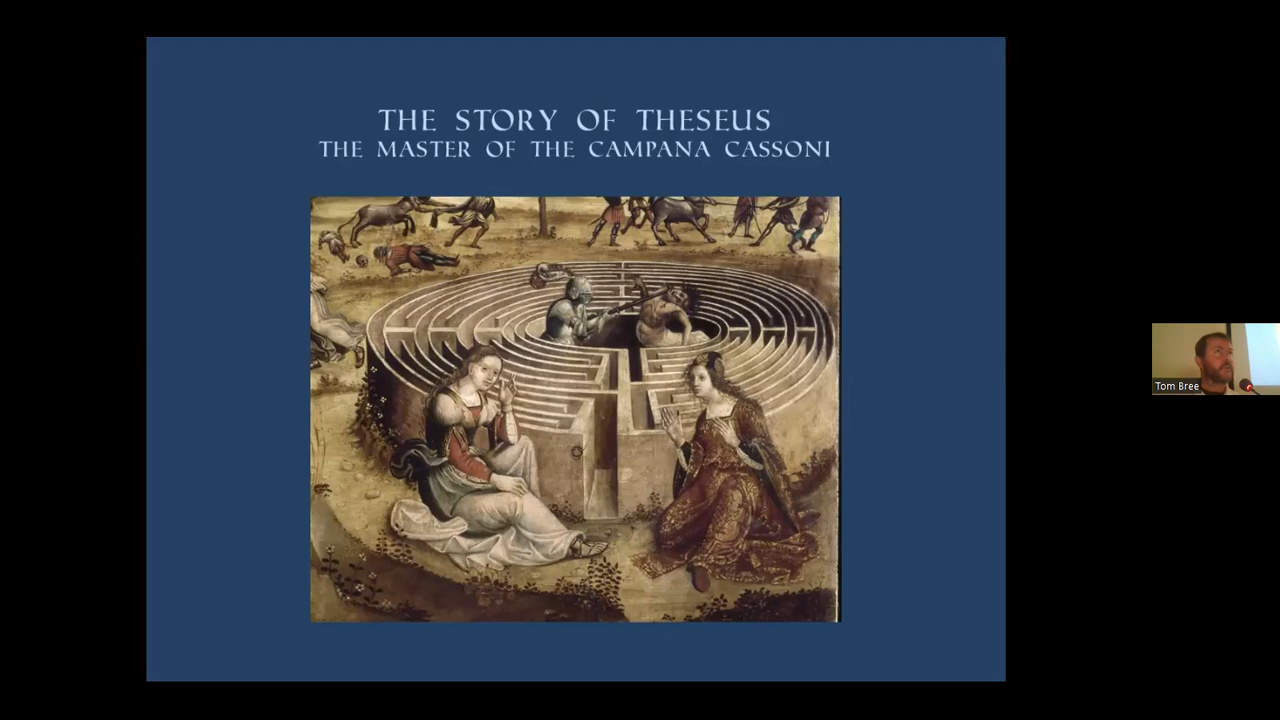 THE STORY OF THESEUS
THE MASTER OF THE CAMPANA CASSONI
Tom Bree